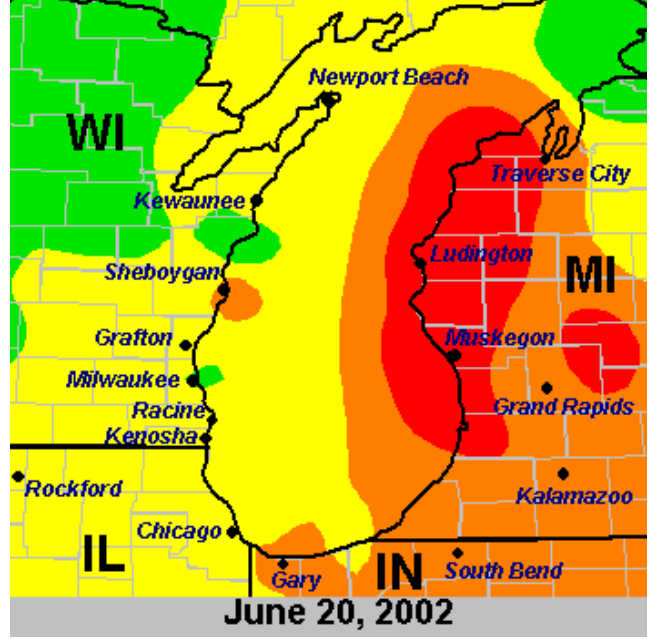 Newport Beach
WI
Traverse City
Kewaunee
Ludington
Sheboygan
MI
Grafton
Muskegon
Milwaukee
Grand Rapids
Racine
Kenosha
Rockford
Kalamazoo
Chicago
IL
Gary
IN
South Bend
June 20, 2002